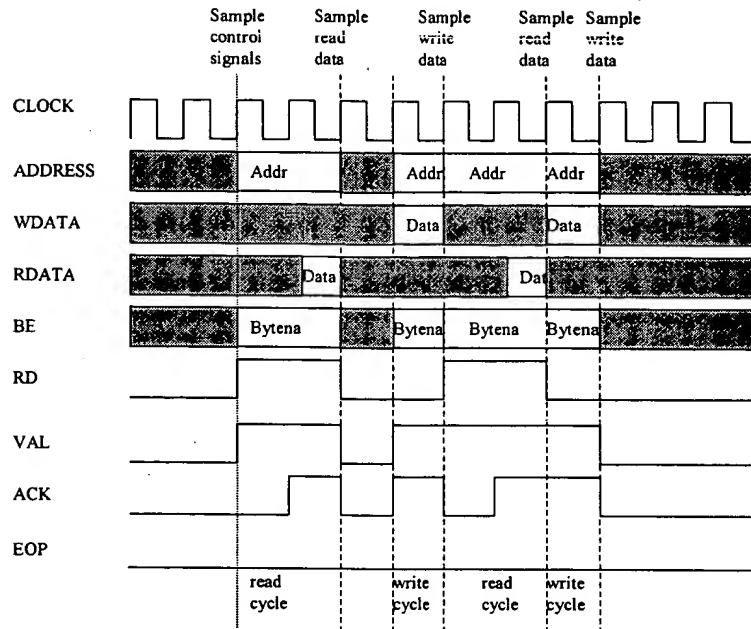 Sample control signals
Sample read data
Sample write data
Sample read data
Sample write data
CLOCK
ADDRESS
Addr
Addr
Addr
Addr
WDATA
Data
Data
RDATA
Data
Dat
BE
Bytena
Bytena
Bytena
Bytena
RD
VAL
ACK
EOP
read cycle
write cycle
read cycle
write cycle